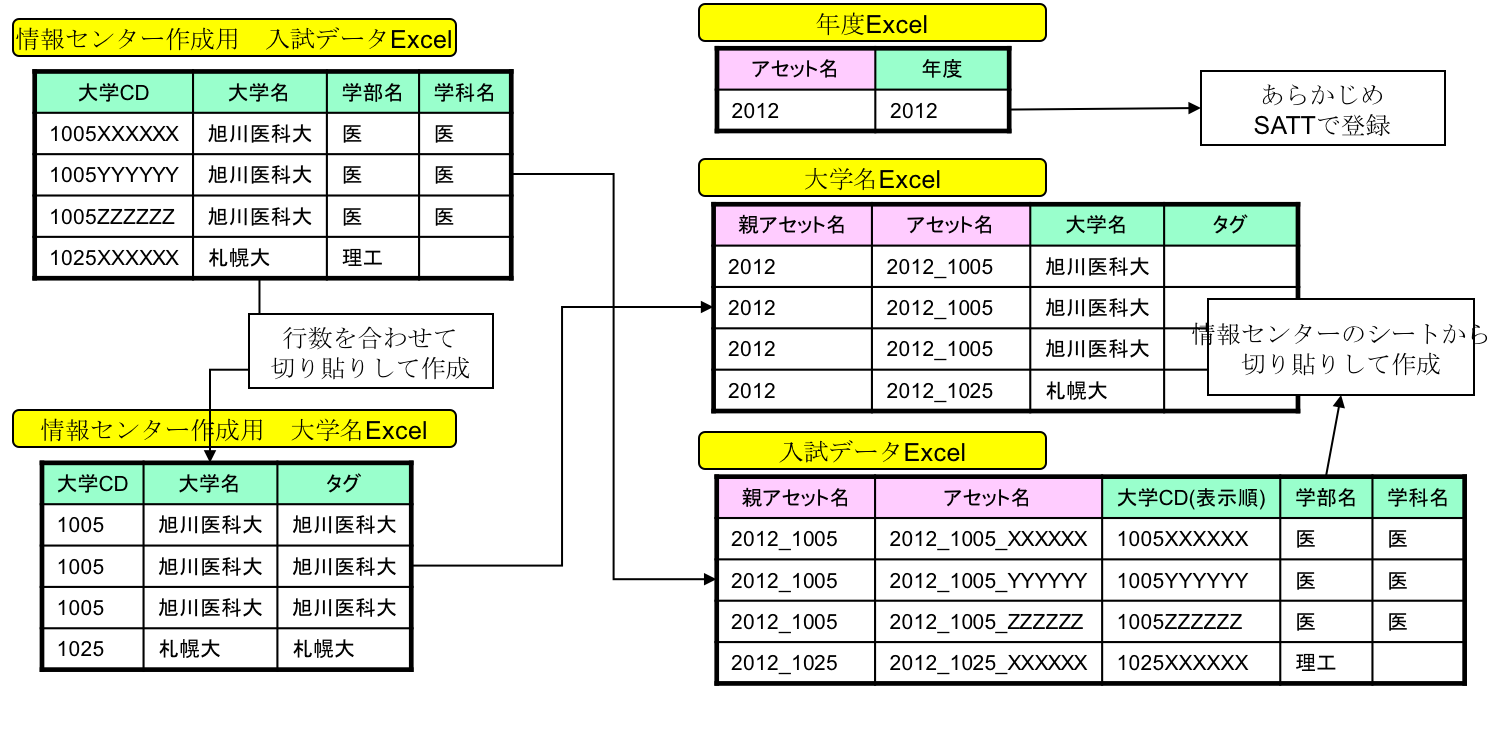 情報センター作成用　入試データExcel
大学CD 大学名 学部名 学科名
1005XXXXXX 旭川医科大 医 医
1005YYYYYY 旭川医科大 医 医
1005ZZZZZZ 旭川医科大 医 医
1025XXXXXX 札幌大 理工
行数を合わせて
切り貼りして作成
情報センター作成用　大学名Excel
大学CD 大学名 タグ
1005 旭川医科大 旭川医科大
1005 旭川医科大 旭川医科大
1005 旭川医科大 旭川医科大
1025 札幌大 札幌大
年度Excel
アセット名 年度
2012 2012
あらかじめ
SATTで登録
大学名Excel
親アセット名 アセット名 大学名 タグ
2012 2012_1005 旭川医科大
2012 2012_1005 旭川医科大
2012 2012_1005 旭川医科大
2012 2012_1025 札幌大
情報センターのシートから
切り貼りして作成
入試データExcel
親アセット名 アセット名 大学CD(表示順) 学部名 学科名
2012_1005 2012_1005_XXXXXX 1005XXXXXX 医 医
2012_1005 2012_1005_YYYYYY 1005YYYYYY 医 医
2012_1005 2012_1005_ZZZZZZ 1005ZZZZZZ 医 医
2012_1025 2012_1025_XXXXXX 1025XXXXXX 理工